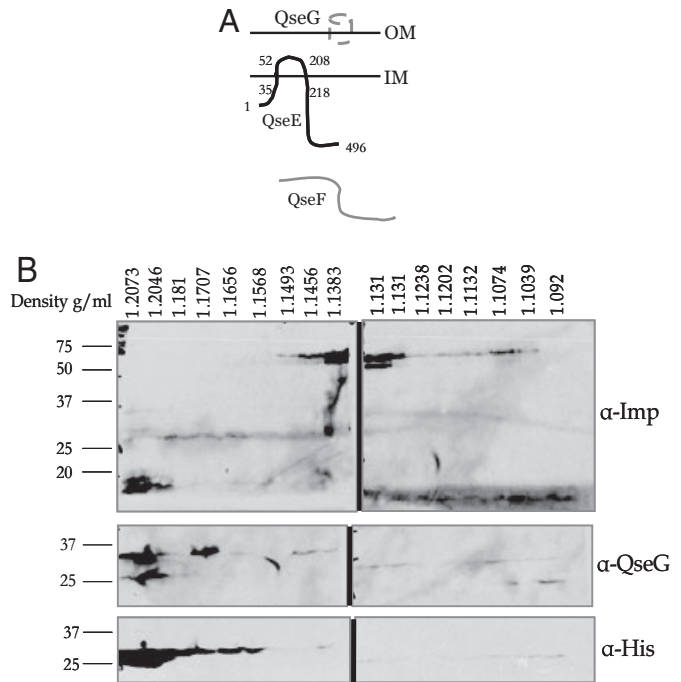 A
QseG
OM
52
208
IM
35
218
1
QseE
496
QseF
B
Density g/ml
1.2073
1.2046
1.181
1.1707
1.1656
1.1568
1.1493
1.1456
1.1383
1.131
1.131
1.1238
1.1202
1.1132
1.1074
1.1039
1.092
75
50
37
25
20
α-Imp
37
25
α-QseG
37
25
α-His